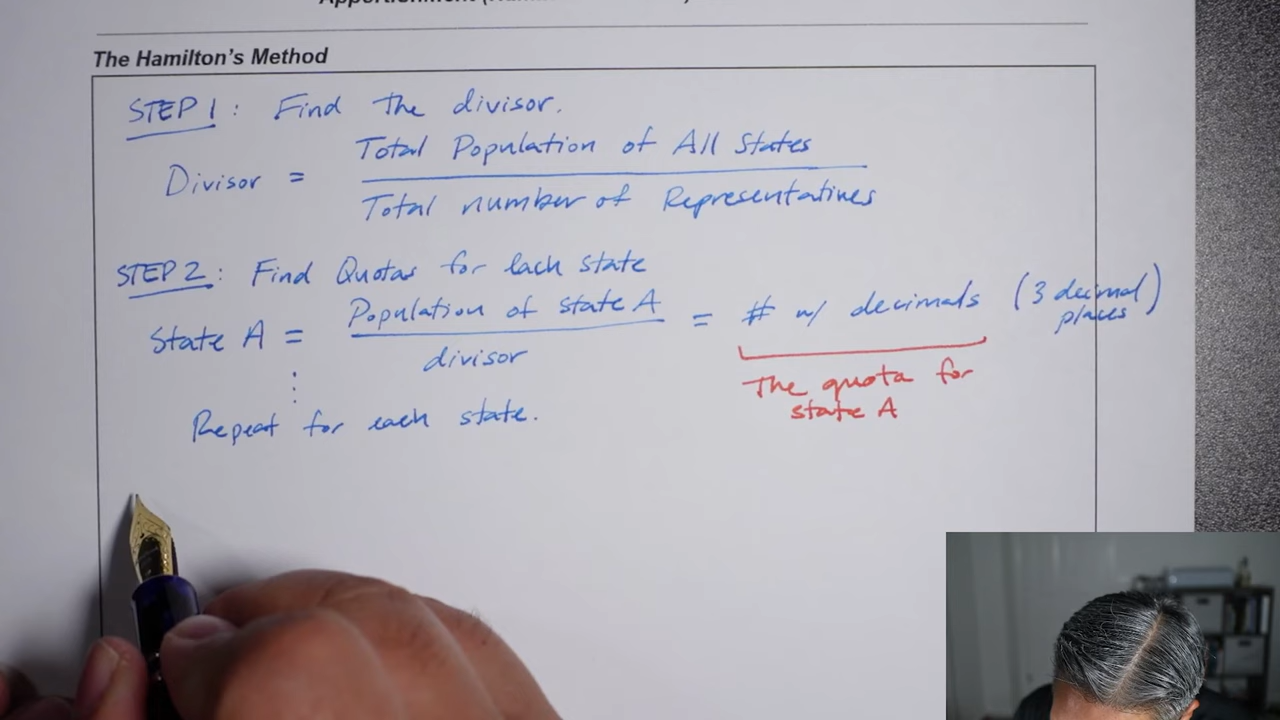 The Hamilton's Method
STEP 1: Find the divisor.
Divisor = Total Population of All States
Total number of Representatives
STEP 2: Find Quotas for each state
State A = Population of state A = # w/ decimals (3 decimal places)
divisor
The quota for
state A
Repeat for each state.